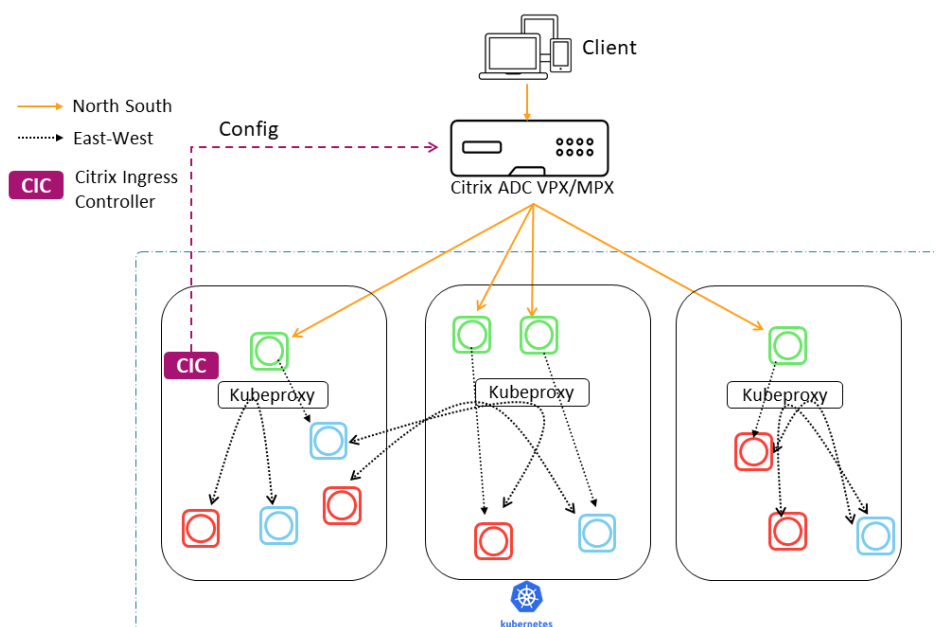 Client
North South
East-West
Config
CIC
Citrix Ingress
Controller
Citrix ADC VPX/MPX
CIC
Kubeproxy
Kubeproxy
Kubeproxy
kubernetes